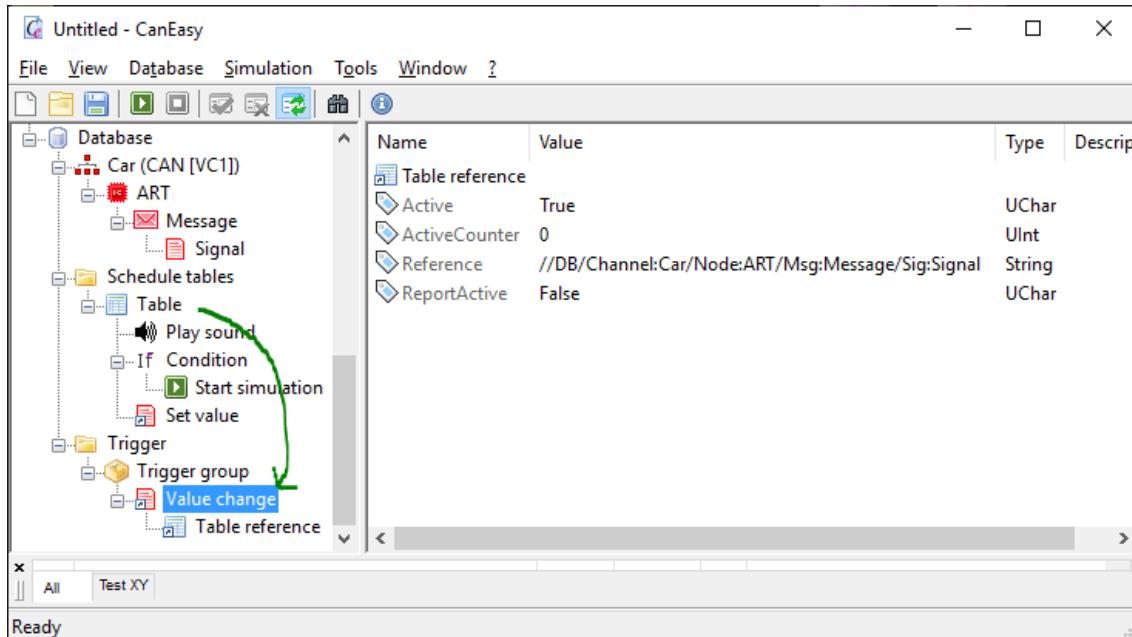 Untitled - CanEasy
File View Database Simulation Tools Window ?
Database
Car (CAN [VC1])
ART
Message
Signal
Schedule tables
Table
Play sound
If Condition
Start simulation
Set value
Trigger
Trigger group
Value change
Table reference
Name Value Type Descrip
Table reference
Active True UChar
ActiveCounter 0 UInt
Reference //DB/Channel:Car/Node:ART/Msg:Message/Sig:Signal String
ReportActive False UChar
All Test XY
Ready